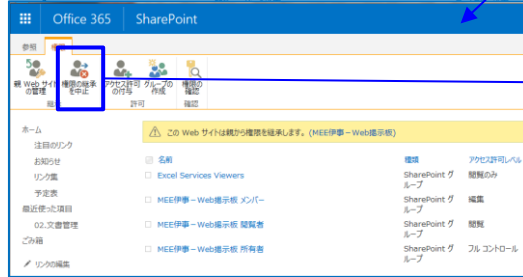 Office 365 SharePoint
参照 権限
親 Web サイト
の管理
権限の継承
を中止
アクセス許可
の付与
グループの
作成
権限の
確認
継承 許可 確認
ホーム
注目のリンク
お知らせ
リンク集
予定表
最近使った項目
02.文書管理
ごみ箱
リンクの編集
この Web サイトは親から権限を継承します。(MEE伊事－Web掲示板)
名前 種類 アクセス許可レベル
Excel Services Viewers SharePoint グループ 閲覧のみ
MEE伊事－Web掲示板 メンバー SharePoint グループ 編集
MEE伊事－Web掲示板 閲覧者 SharePoint グループ 閲覧
MEE伊事－Web掲示板 所有者 SharePoint グループ フル コントロール